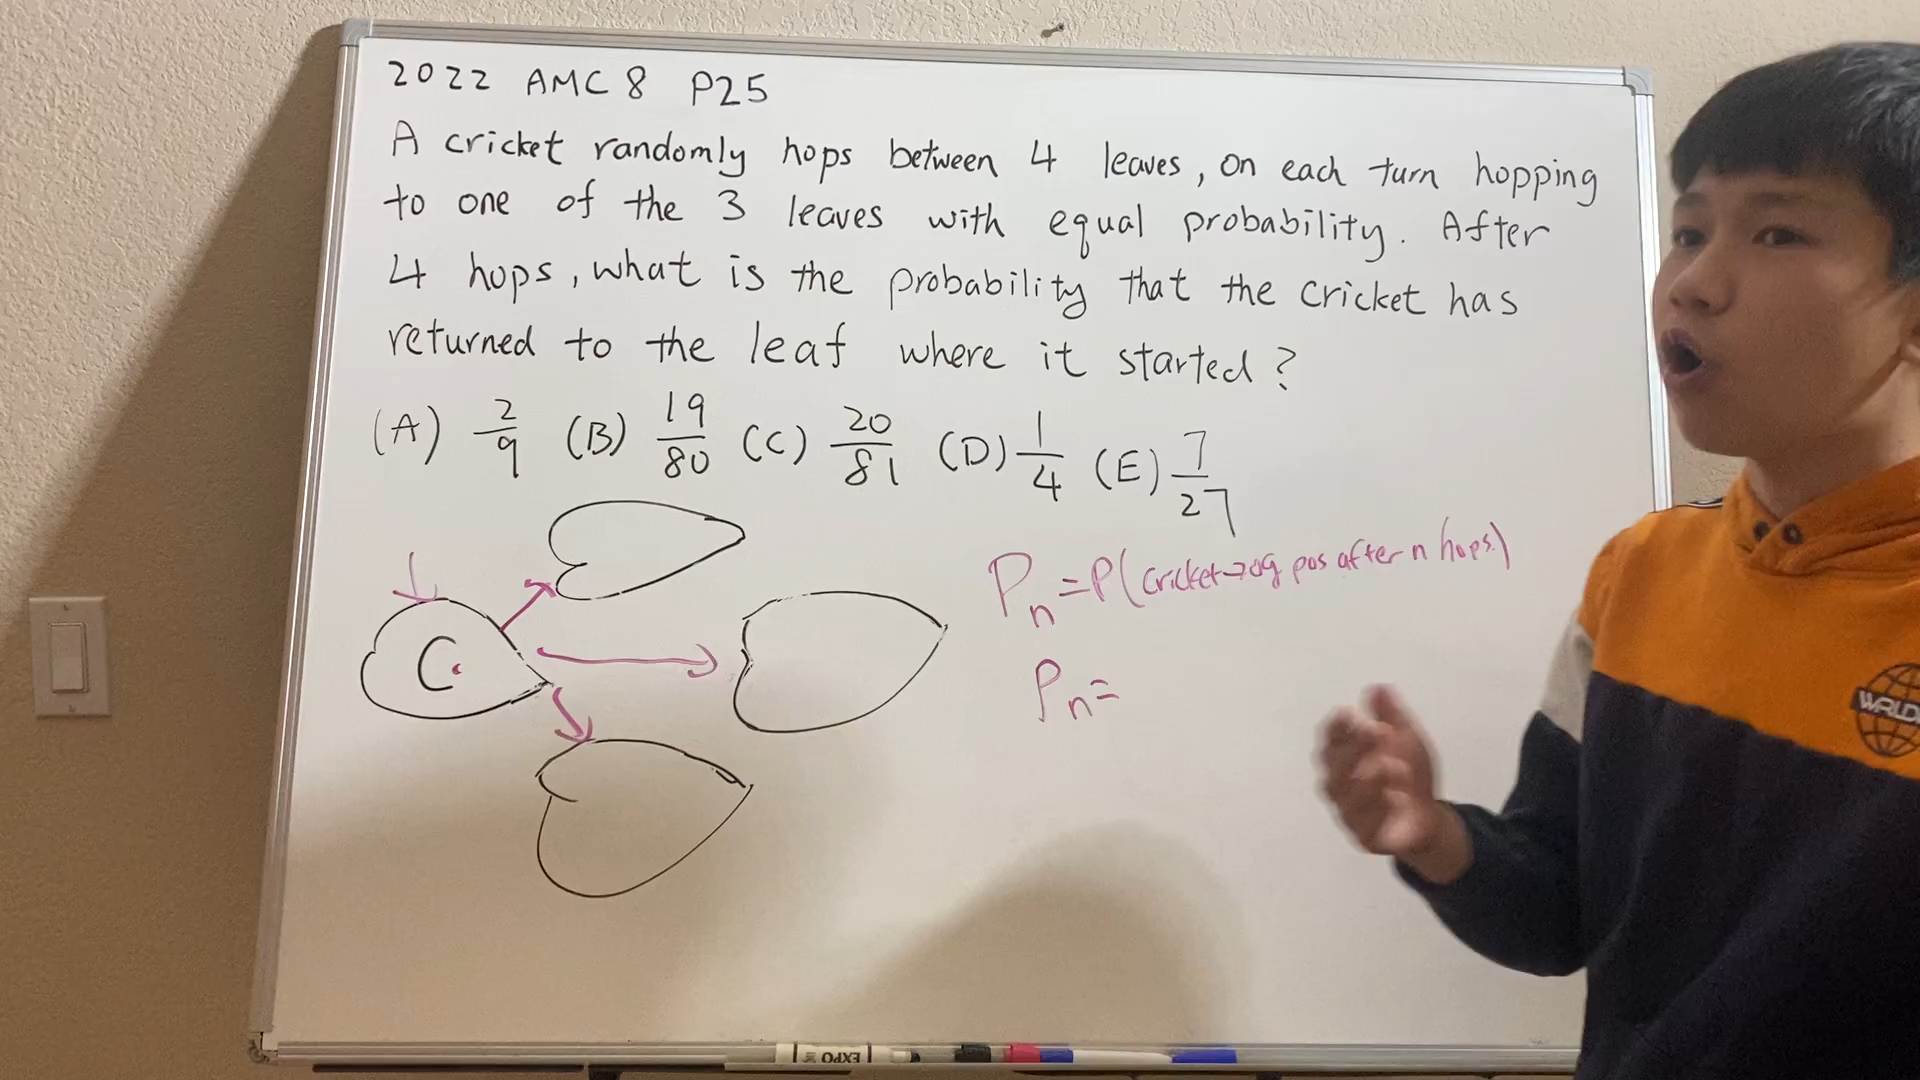 2022 AMC 8 P25
A cricket randomly hops between 4 leaves, on each turn hopping
to one of the 3 leaves with equal probability. After
4 hops, what is the probability that the cricket has
returned to the leaf where it started?
(A) 2/9 (B) 19/80 (C) 20/81 (D) 1/4 (E) 7/27
P_n = P(cricket→og pos after n hops)
C
P_n =
WRLD
EXPO